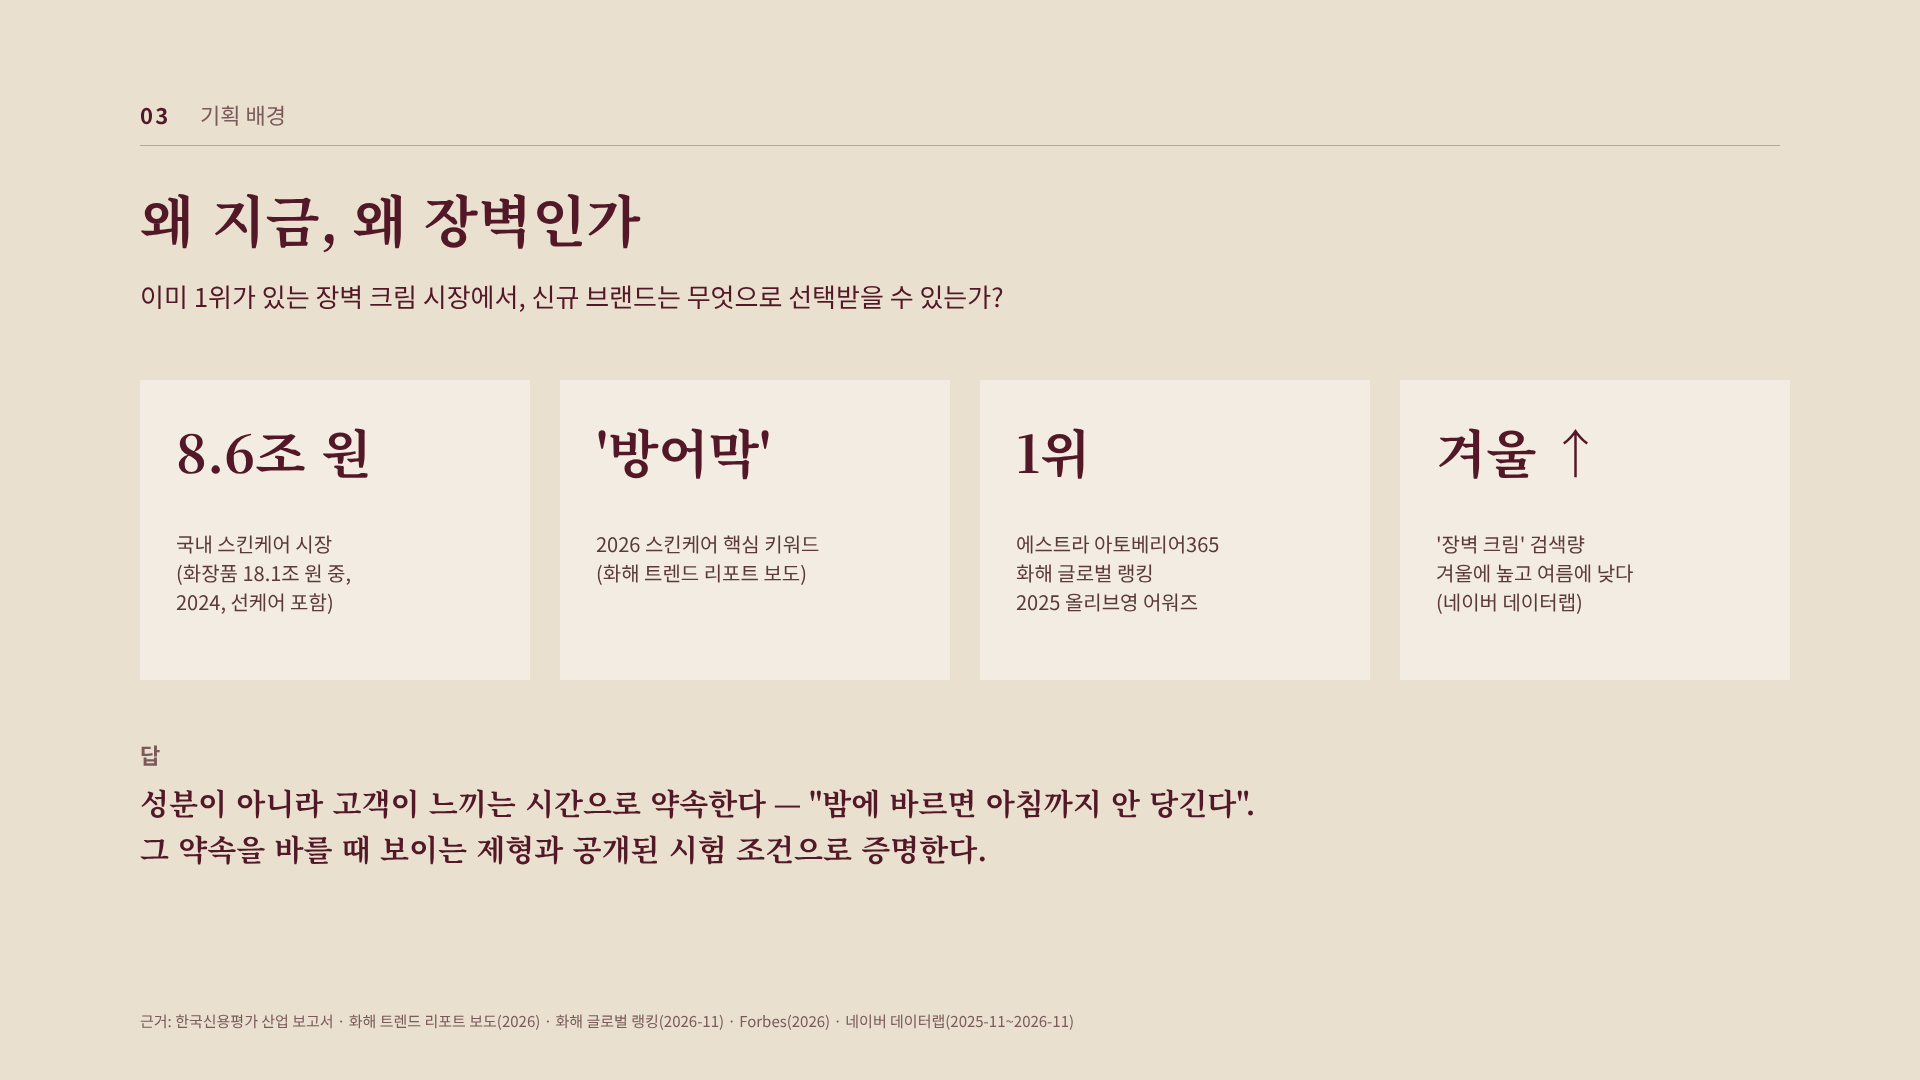 03 기획 배경
왜 지금, 왜 장벽인가
이미 1위가 있는 장벽 크림 시장에서, 신규 브랜드는 무엇으로 선택받을 수 있는가?
8.6조 원
국내 스킨케어 시장
(화장품 18.1조 원 중,
2024, 선케어 포함)
'방어막'
2026 스킨케어 핵심 키워드
(화해 트렌드 리포트 보도)
1위
에스트라 아토베리어365
화해 글로벌 랭킹
2025 올리브영 어워즈
겨울 ↑
'장벽 크림' 검색량
겨울에 높고 여름에 낮다
(네이버 데이터랩)
답
성분이 아니라 고객이 느끼는 시간으로 약속한다 — "밤에 바르면 아침까지 안 당긴다".
그 약속을 바를 때 보이는 제형과 공개된 시험 조건으로 증명한다.
근거: 한국신용평가 산업 보고서 · 화해 트렌드 리포트 보도(2026) · 화해 글로벌 랭킹(2026-11) · Forbes(2026) · 네이버 데이터랩(2025-11~2026-11)